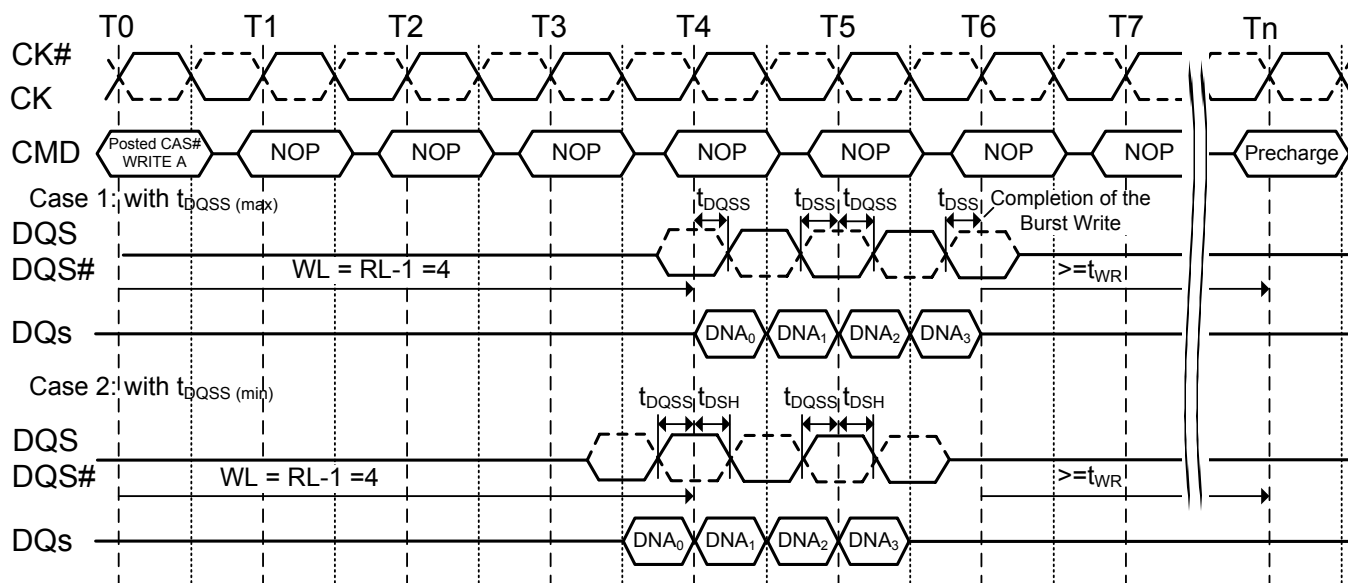 T0 T1 T2 T3 T4 T5 T6 T7 Tn
CK#
CK
CMD Posted CAS# WRITE A NOP NOP NOP NOP NOP NOP NOP Precharge
Case 1: with tDQSS (max) tDQSS tDSS tDQSS tDSS Completion of the Burst Write
DQS
DQS# WL = RL-1 =4 >=tWR
DQs DNA0 DNA1 DNA2 DNA3
Case 2: with tDQSS (min) tDQSS tDSH tDQSS tDSH
DQS
DQS# WL = RL-1 =4 >=tWR
DQs DNA0 DNA1 DNA2 DNA3